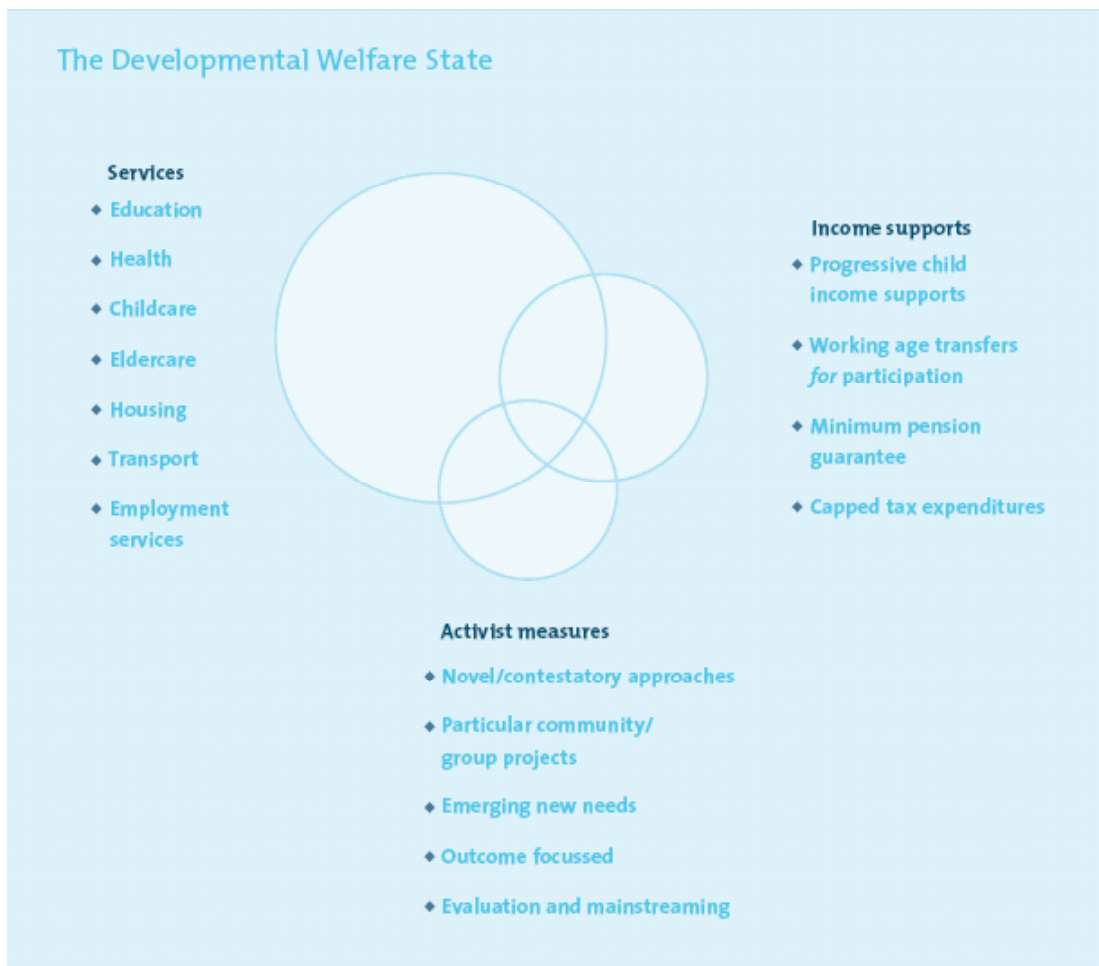 The Developmental Welfare State
Services
◆ Education
◆ Health
◆ Childcare
◆ Eldercare
◆ Housing
◆ Transport
◆ Employment
services
Income supports
◆ Progressive child
income supports
◆ Working age transfers
for participation
◆ Minimum pension
guarantee
◆ Capped tax expenditures
Activist measures
◆ Novel/contestatory approaches
◆ Particular community/
group projects
◆ Emerging new needs
◆ Outcome focussed
◆ Evaluation and mainstreaming